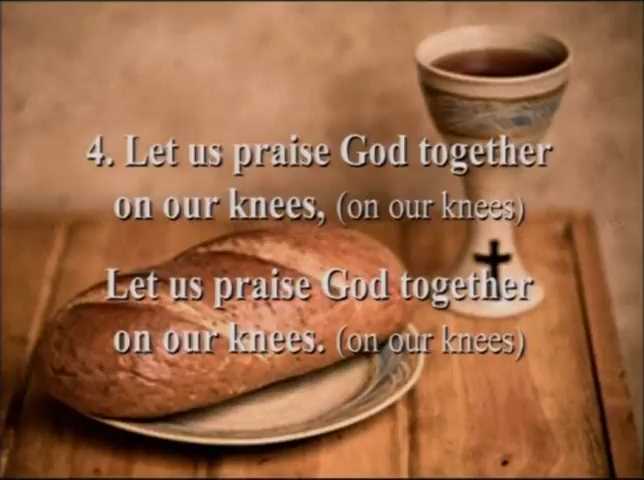 4. Let us praise God together
on our knees, (on our knees)
Let us praise God together
on our knees. (on our knees)